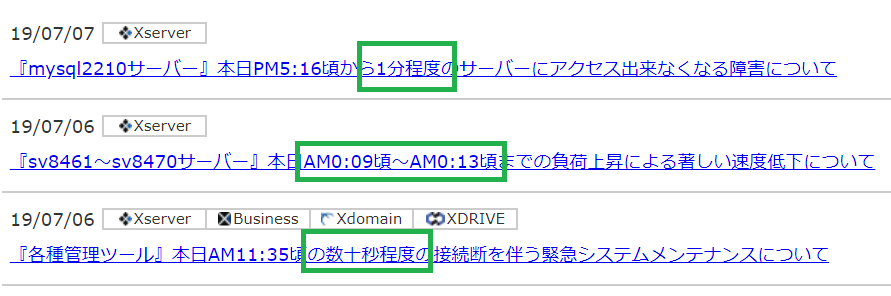 19/07/07 Xserver
『mysql2210サーバー』本日PM5:16頃から1分程度のサーバーにアクセス出来なくなる障害について
19/07/06 Xserver
『sv8461～sv8470サーバー』本日AM0:09頃～AM0:13頃までの負荷上昇による著しい速度低下について
19/07/06 Xserver Business Xdomain XDRIVE
『各種管理ツール』本日AM11:35頃の数十秒程度の接続断を伴う緊急システムメンテナンスについて